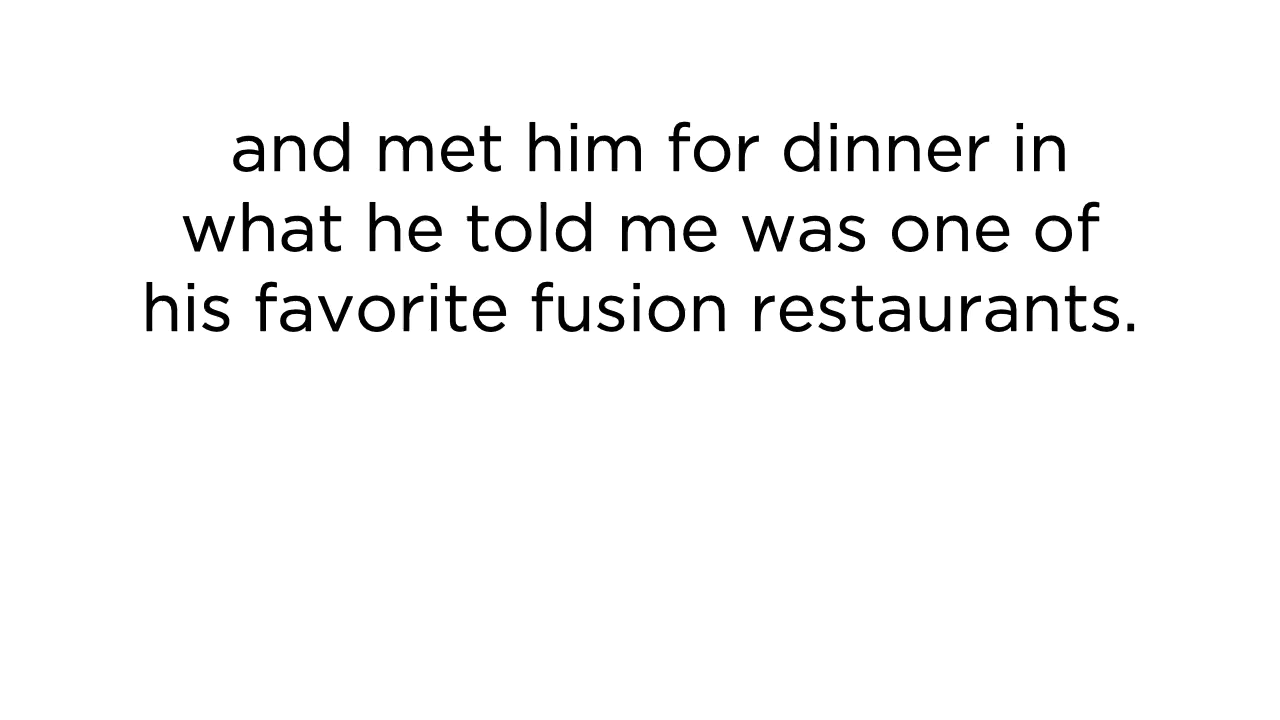 and met him for dinner in
what he told me was one of
his favorite fusion restaurants.